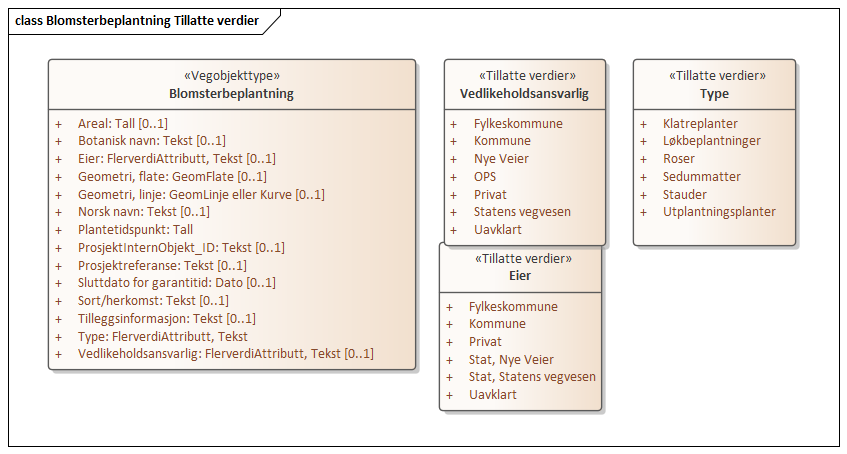 class Blomsterbeplantning Tillatte verdier
«Vegobjekttype»
Blomsterbeplantning
+ Areal: Tall [0..1]
+ Botanisk navn: Tekst [0..1]
+ Eier: FlerverdiAttributt, Tekst [0..1]
+ Geometri, flate: GeomFlate [0..1]
+ Geometri, linje: GeomLinje eller Kurve [0..1]
+ Norsk navn: Tekst [0..1]
+ Plantetidspunkt: Tall
+ ProsjektInternObjekt_ID: Tekst [0..1]
+ Prosjektreferanse: Tekst [0..1]
+ Sluttdato for garantitid: Dato [0..1]
+ Sort/herkomst: Tekst [0..1]
+ Tilleggsinformasjon: Tekst [0..1]
+ Type: FlerverdiAttributt, Tekst
+ Vedlikeholdsansvarlig: FlerverdiAttributt, Tekst [0..1]
«Tillatte verdier»
Vedlikeholdsansvarlig
+ Fylkeskommune
+ Kommune
+ Nye Veier
+ OPS
+ Privat
+ Statens vegvesen
+ Uavklart
«Tillatte verdier»
Eier
+ Fylkeskommune
+ Kommune
+ Privat
+ Stat, Nye Veier
+ Stat, Statens vegvesen
+ Uavklart
«Tillatte verdier»
Type
+ Klatreplanter
+ Løkbeplantninger
+ Roser
+ Sedummatter
+ Stauder
+ Utplantningsplanter